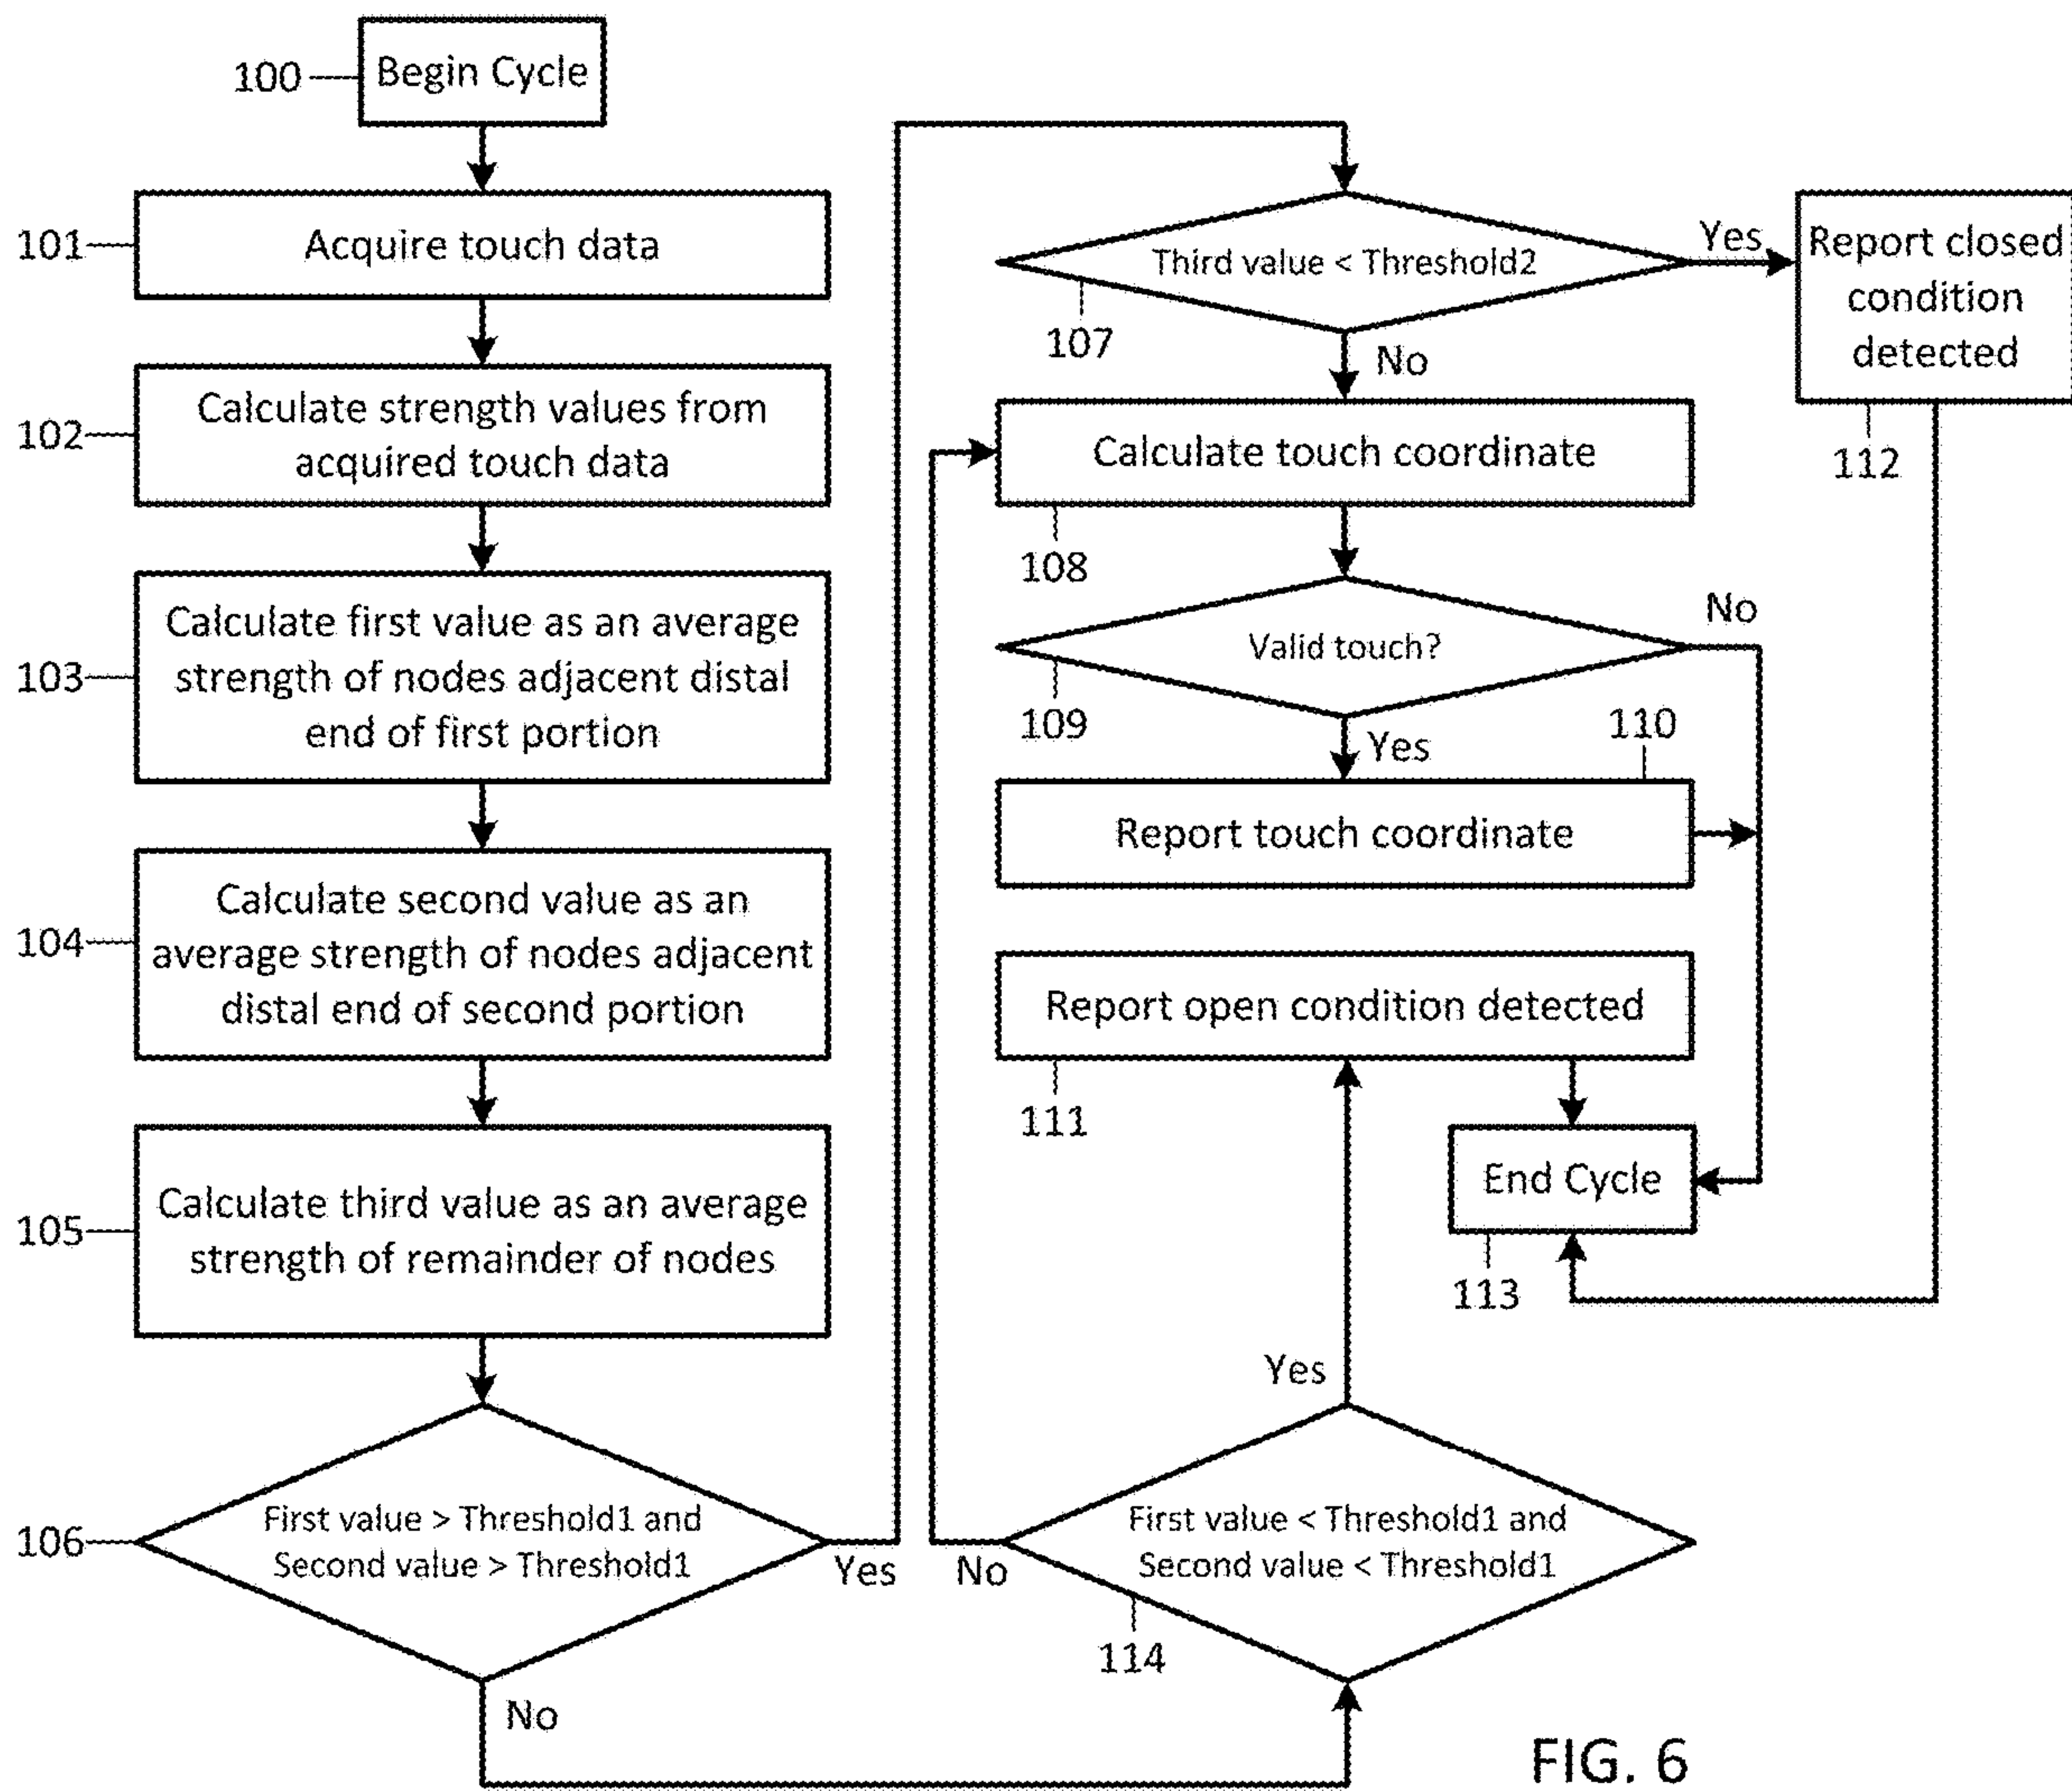 100
Begin Cycle
101
Acquire touch data
102
Calculate strength values from
acquired touch data
103
Calculate first value as an average
strength of nodes adjacent distal
end of first portion
104
Calculate second value as an
average strength of nodes adjacent
distal end of second portion
105
Calculate third value as an average
strength of remainder of nodes
106
First value > Threshold1 and
Second value > Threshold1
Yes
No
Third value < Threshold2
107
Yes
No
Report closed
condition
detected
112
Calculate touch coordinate
108
Valid touch?
109
No
Yes
110
Report touch coordinate
Report open condition detected
111
End Cycle
113
Yes
First value < Threshold1 and
Second value < Threshold1
No
114
FIG. 6